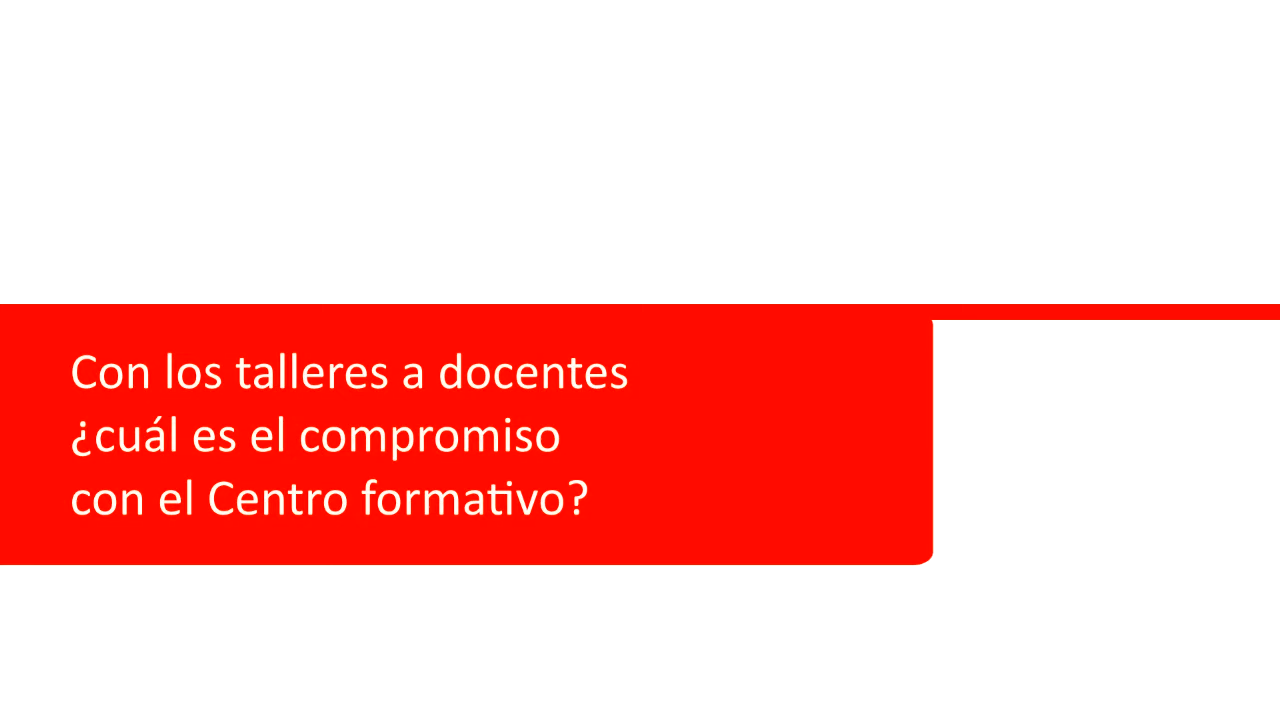 Con los talleres a docentes
¿cuál es el compromiso
con el Centro formativo?